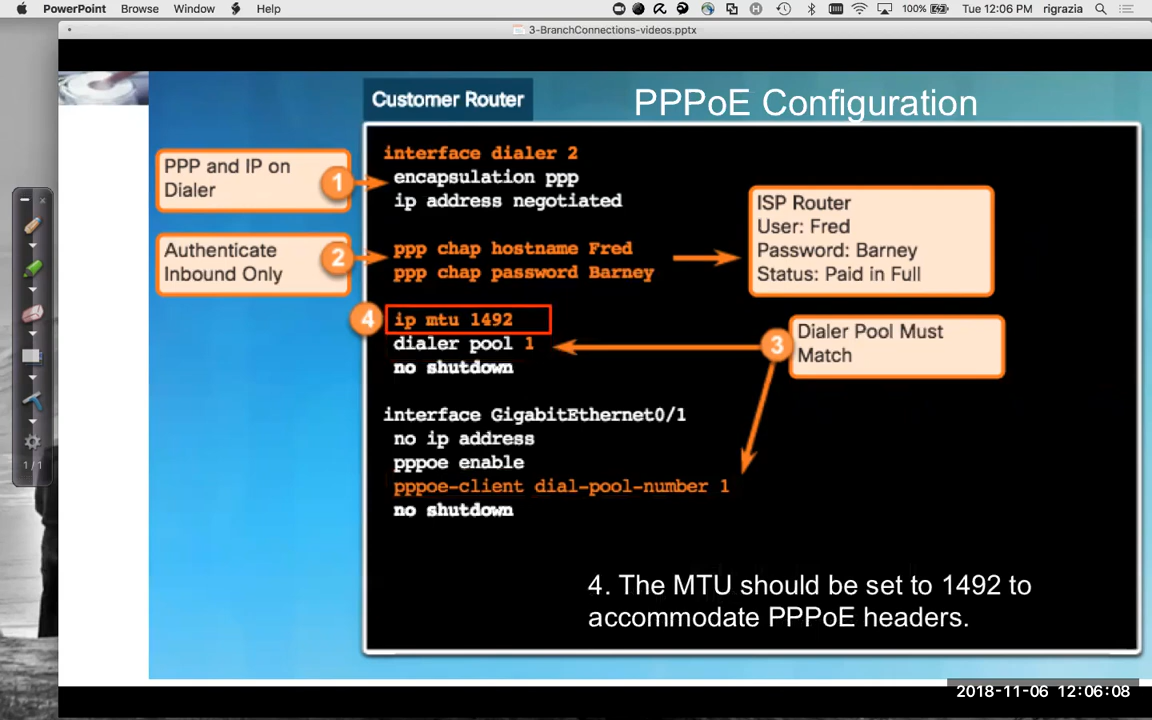 PowerPoint Browse Window Help 100% Tue 12:06 PM rigrazia
3-BranchConnections-videos.pptx
Customer Router
PPPoE Configuration
PPP and IP on
Dialer
1
interface dialer 2
encapsulation ppp
ip address negotiated
Authenticate
Inbound Only
2
ppp chap hostname Fred
ppp chap password Barney
ISP Router
User: Fred
Password: Barney
Status: Paid in Full
4
ip mtu 1492
dialer pool 1
no shutdown
3
Dialer Pool Must
Match
interface GigabitEthernet0/1
no ip address
pppoe enable
pppoe-client dial-pool-number 1
no shutdown
4. The MTU should be set to 1492 to
accommodate PPPoE headers.
1/1
2018-11-06 12:06:08